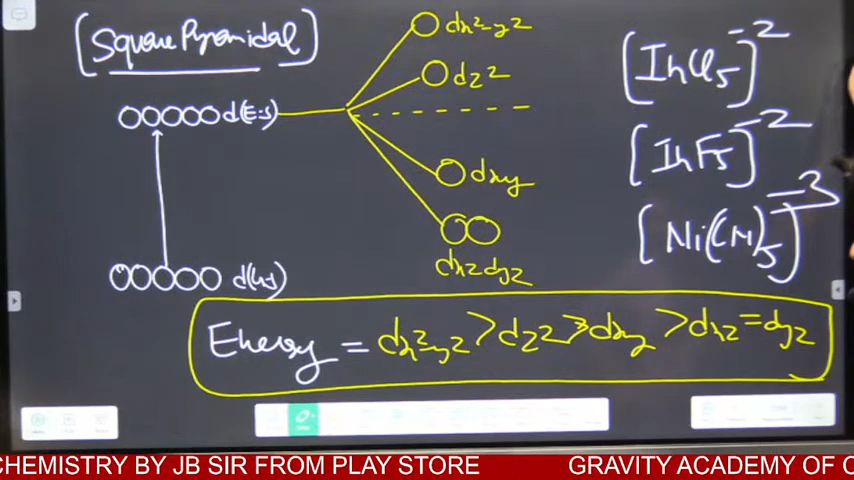 [Square Pyramidal]
dx²-y²
dz²
d(E=s)
dxy
dxz dyz
[InCl5]⁻²
[InF5]⁻²
[Ni(CN)5]⁻³
Energy = dx²-y² > dz² > dxy > dxz = dyz
CHEMISTRY BY JB SIR FROM PLAY STORE
GRAVITY ACADEMY OF C